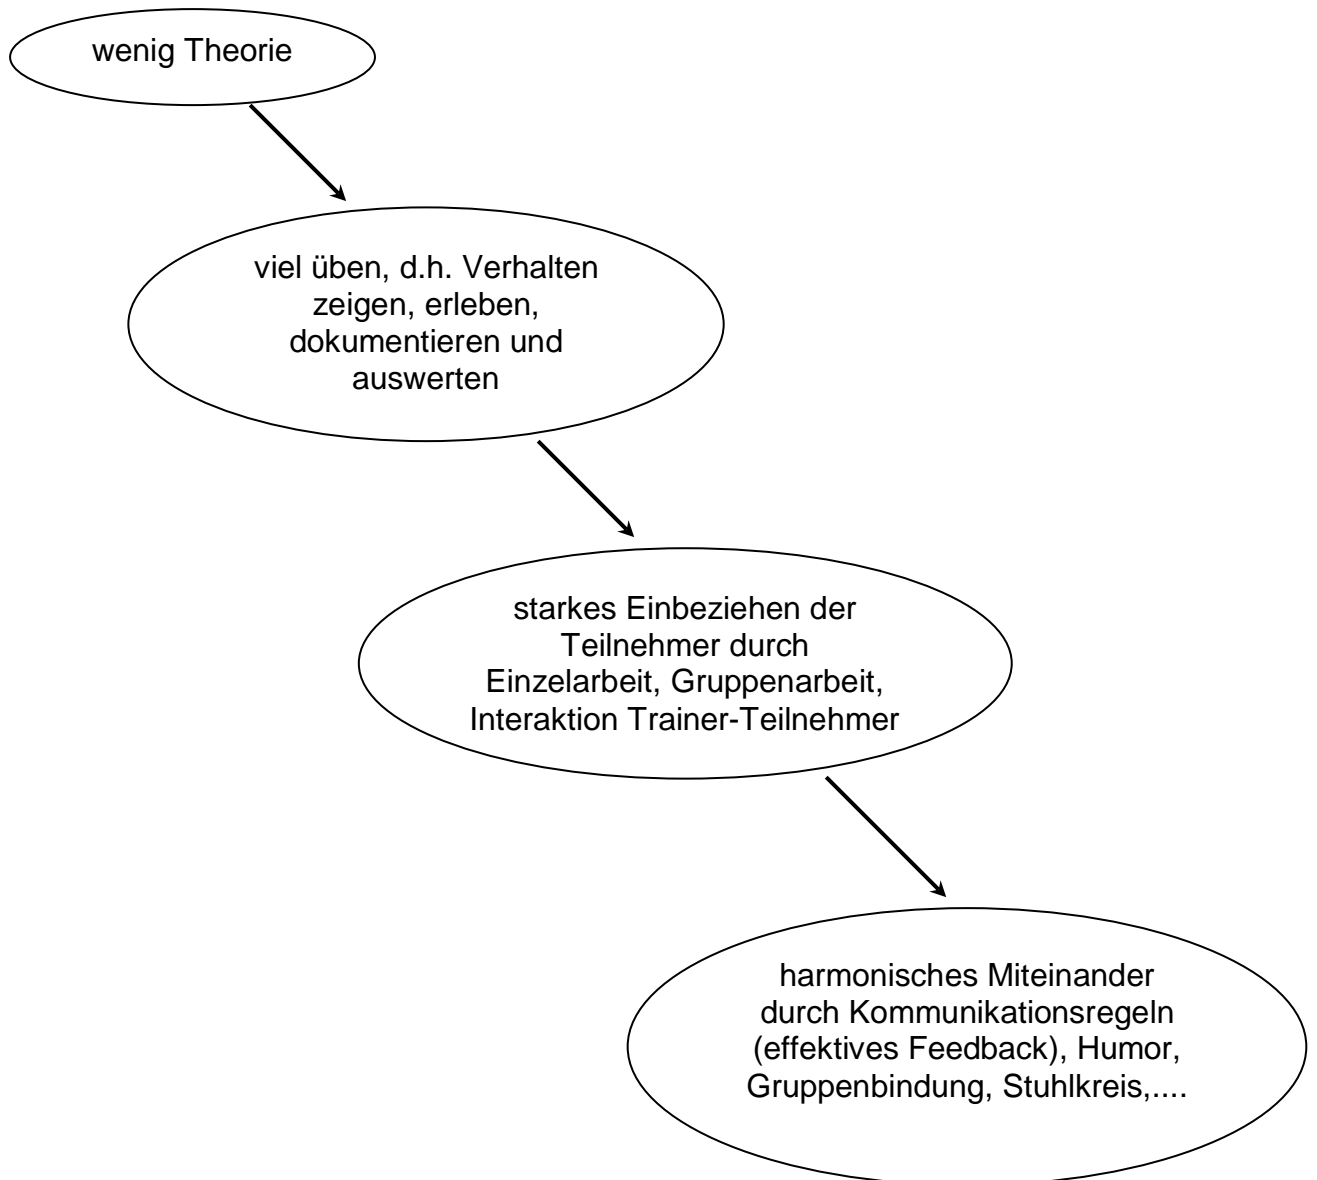 wenig Theorie
viel üben, d.h. Verhalten
zeigen, erleben,
dokumentieren und
auswerten
starkes Einbeziehen der
Teilnehmer durch
Einzelarbeit, Gruppenarbeit,
Interaktion Trainer-Teilnehmer
harmonisches Miteinander
durch Kommunikationsregeln
(effektives Feedback), Humor,
Gruppenbindung, Stuhlkreis,....